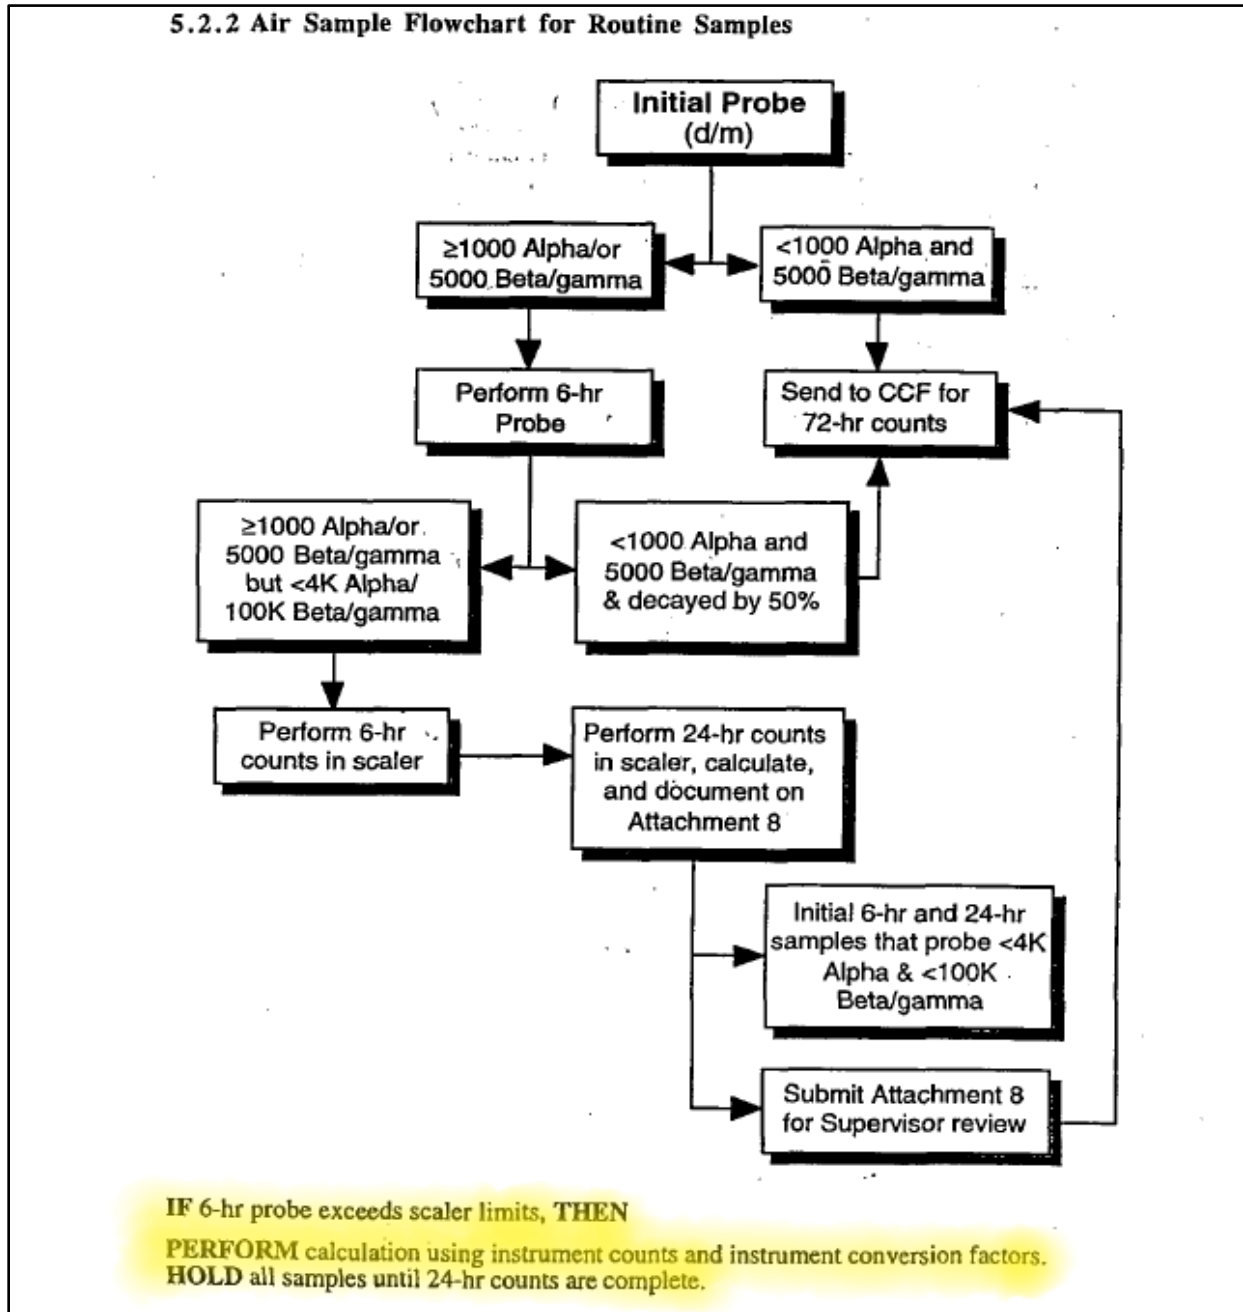 5.2.2 Air Sample Flowchart for Routine Samples
Initial Probe
(d/m)
≥1000 Alpha/or
5000 Beta/gamma
<1000 Alpha and
5000 Beta/gamma
Perform 6-hr
Probe
Send to CCF for
72-hr counts
≥1000 Alpha/or
5000 Beta/gamma
but <4K Alpha/
100K Beta/gamma
<1000 Alpha and
5000 Beta/gamma
& decayed by 50%
Perform 6-hr
counts in scaler
Perform 24-hr counts
in scaler, calculate,
and document on
Attachment 8
Initial 6-hr and 24-hr
samples that probe <4K
Alpha & <100K
Beta/gamma
Submit Attachment 8
for Supervisor review
IF 6-hr probe exceeds scaler limits, THEN
PERFORM calculation using instrument counts and instrument conversion factors.
HOLD all samples until 24-hr counts are complete.